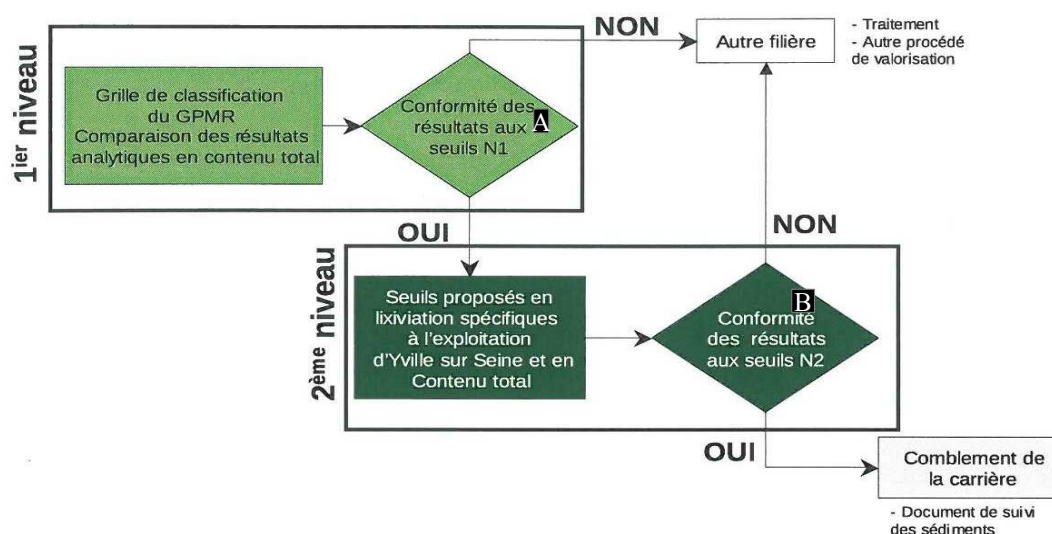 1ier niveau
Grille de classification
du GPMR
Comparaison des résultats
analytiques en contenu total
Conformité des
résultats aux
seuils N1
A
NON
Autre filière
- Traitement
- Autre procédé
de valorisation
OUI
2ème niveau
Seuils proposés en
lixiviation spécifiques
à l'exploitation
d'Yville sur Seine et en
Contenu total
B
Conformité
des résultats
aux seuils N2
NON
OUI
Comblement de
la carrière
- Document de suivi
des sédiments